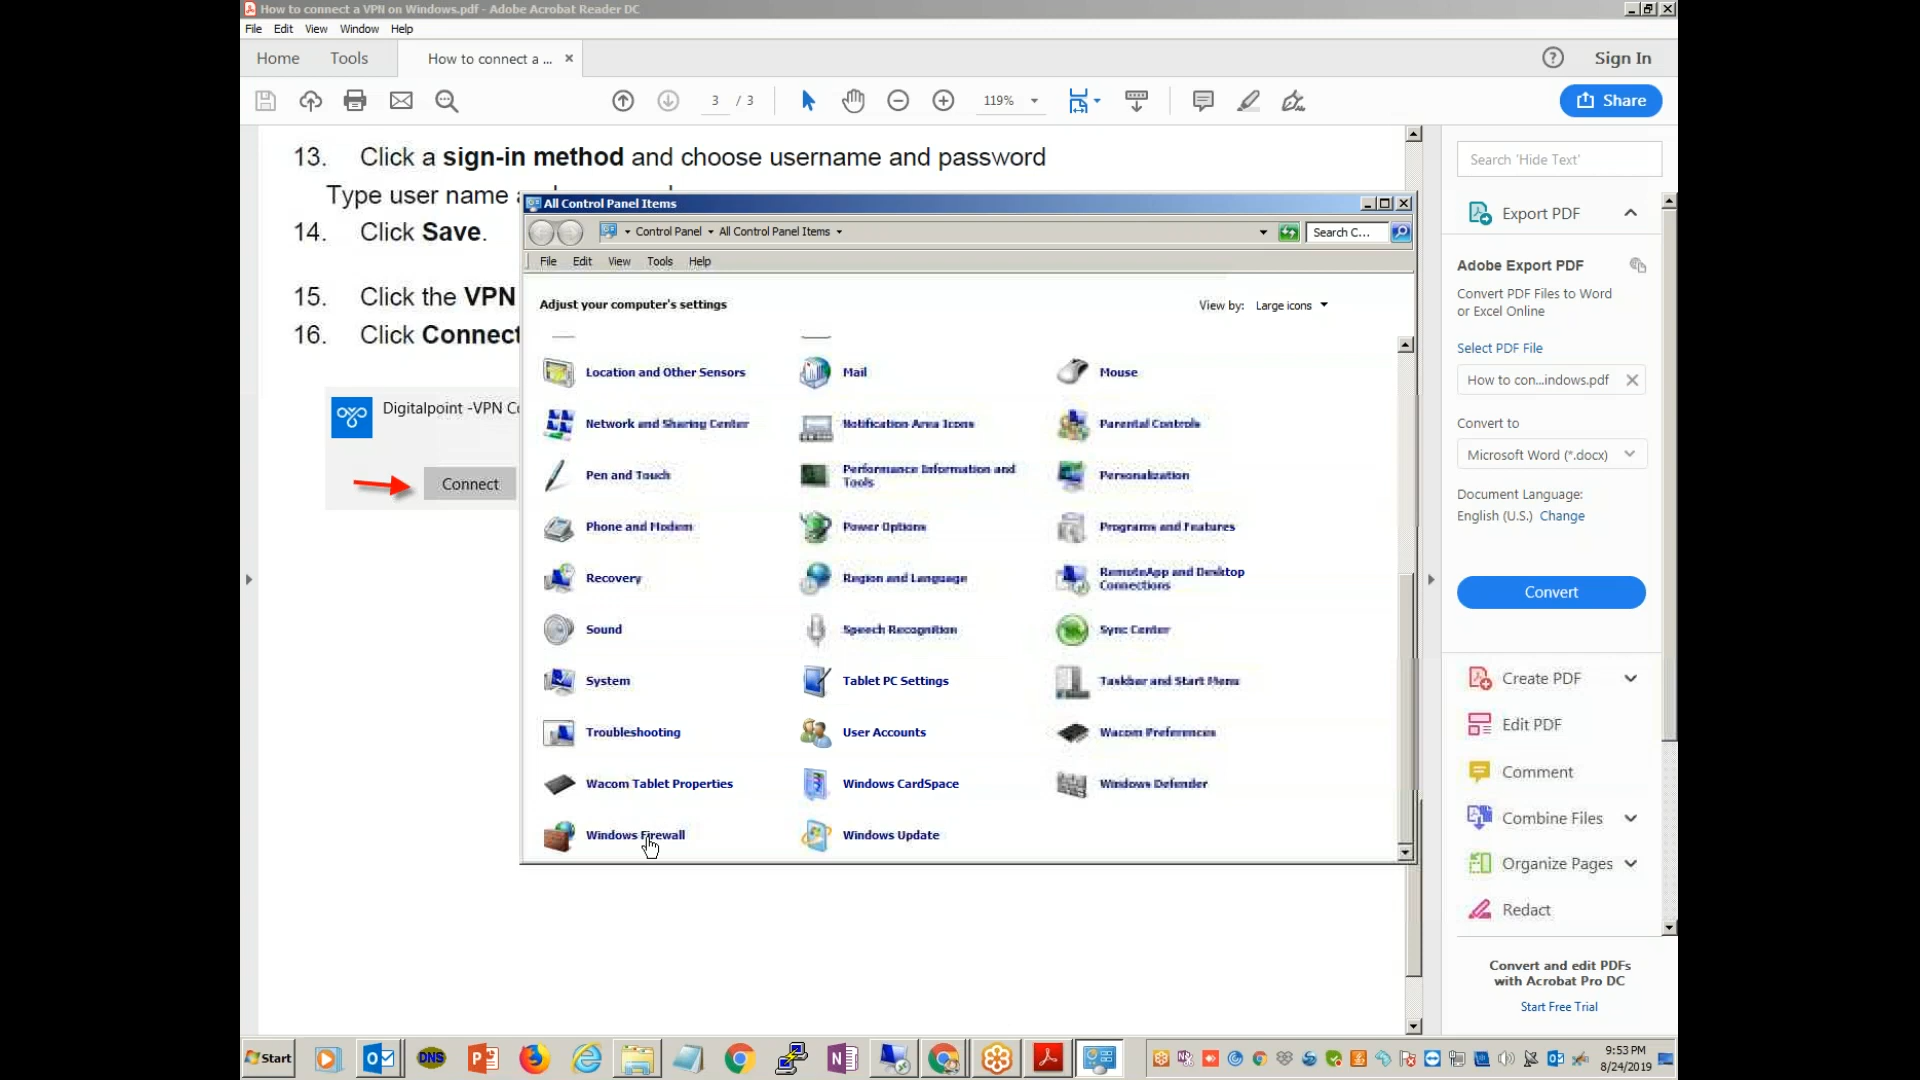 How to connect a VPN on Windows.pdf - Adobe Acrobat Reader DC
File Edit View Window Help
Home Tools How to connect a ... ×
Sign In
3 / 3 119% Share
13. Click a sign-in method and choose username and password
Type user name
14. Click Save.
15. Click the VPN
16. Click Connect
Digitalpoint -VPN
Connect
All Control Panel Items
Control Panel All Control Panel Items Search C...
File Edit View Tools Help
Adjust your computer's settings View by: Large icons
Location and Other Sensors Mail Mouse
Network and Sharing Center Notification Area Icons Parental Controls
Pen and Touch Performance Information and Tools Personalization
Phone and Modem Power Options Programs and Features
Recovery Region and Language RemoteApp and Desktop Connections
Sound Speech Recognition Sync Center
System Tablet PC Settings Taskbar and Start Menu
Troubleshooting User Accounts Wacom Preferences
Wacom Tablet Properties Windows CardSpace Windows Defender
Windows Firewall Windows Update
Search 'Hide Text'
Export PDF
Adobe Export PDF
Convert PDF Files to Word
or Excel Online
Select PDF File
How to con...indows.pdf
Convert to
Microsoft Word (*.docx)
Document Language:
English (U.S.) Change
Convert
Create PDF
Edit PDF
Comment
Combine Files
Organize Pages
Redact
Convert and edit PDFs
with Acrobat Pro DC
Start Free Trial
Start
DNS
9:53 PM
8/24/2019